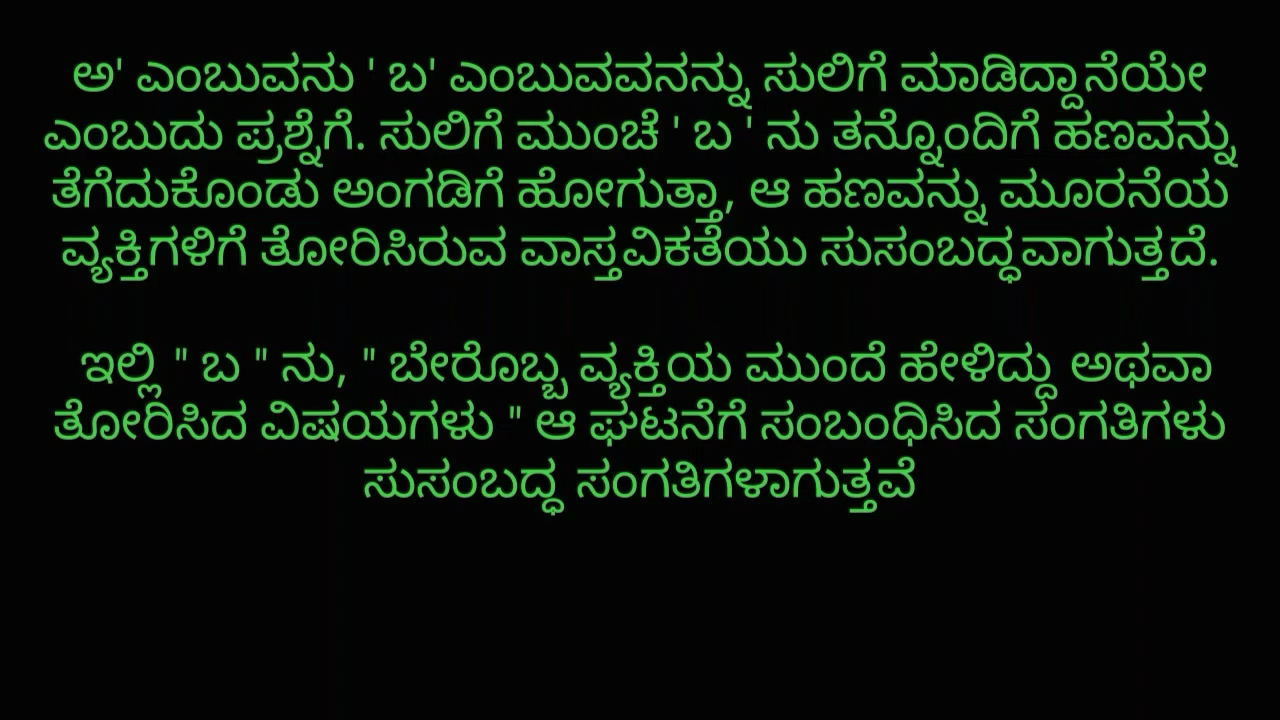 ಅ' ಎಂಬುವನು ' ಬ' ಎಂಬುವವನನ್ನು ಸುಲಿಗೆ ಮಾಡಿದ್ದಾನೆಯೇ
ಎಂಬುದು ಪ್ರಶ್ನೆಗೆ. ಸುಲಿಗೆ ಮುಂಚೆ ' ಬ ' ನು ತನ್ನೊಂದಿಗೆ ಹಣವನ್ನು
ತೆಗೆದುಕೊಂಡು ಅಂಗಡಿಗೆ ಹೋಗುತ್ತಾ, ಆ ಹಣವನ್ನು ಮೂರನೆಯ
ವ್ಯಕ್ತಿಗಳಿಗೆ ತೋರಿಸಿರುವ ವಾಸ್ತವಿಕತೆಯು ಸುಸಂಬದ್ಧವಾಗುತ್ತದೆ.
ಇಲ್ಲಿ " ಬ " ನು, " ಬೇರೊಬ್ಬ ವ್ಯಕ್ತಿಯ ಮುಂದೆ ಹೇಳಿದ್ದು ಅಥವಾ
ತೋರಿಸಿದ ವಿಷಯಗಳು " ಆ ಘಟನೆಗೆ ಸಂಬಂಧಿಸಿದ ಸಂಗತಿಗಳು
ಸುಸಂಬದ್ಧ ಸಂಗತಿಗಳಾಗುತ್ತವೆ